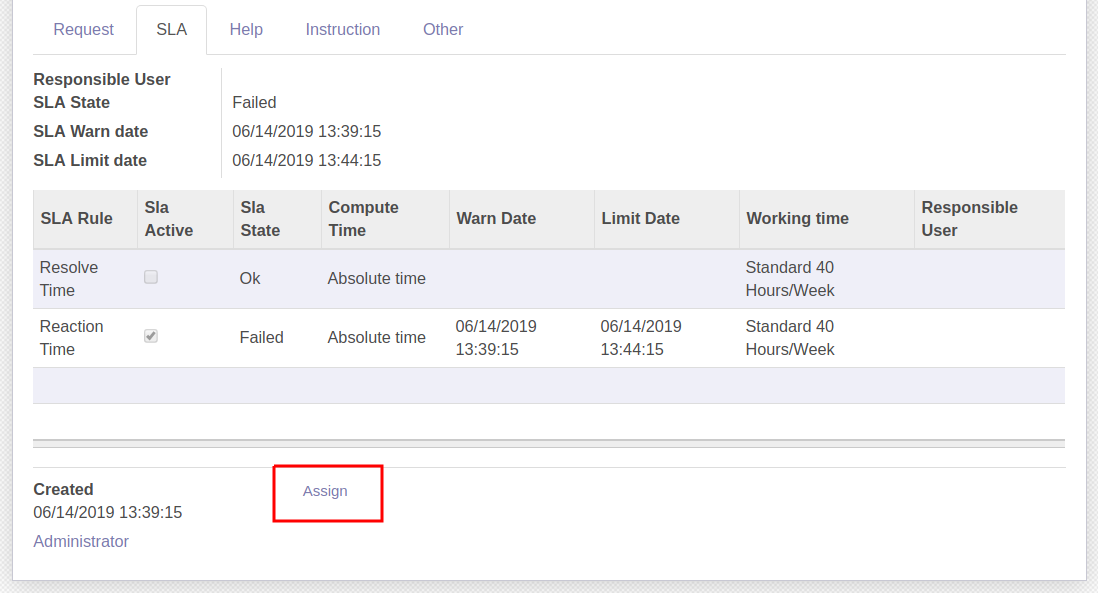 Request SLA Help Instruction Other
Responsible User
SLA State Failed
SLA Warn date 06/14/2019 13:39:15
SLA Limit date 06/14/2019 13:44:15
SLA Rule Sla Active Sla State Compute Time Warn Date Limit Date Working time Responsible User
Resolve Time Ok Absolute time Standard 40 Hours/Week
Reaction Time Failed Absolute time 06/14/2019 13:39:15 06/14/2019 13:44:15 Standard 40 Hours/Week
Created Assign
06/14/2019 13:39:15
Administrator